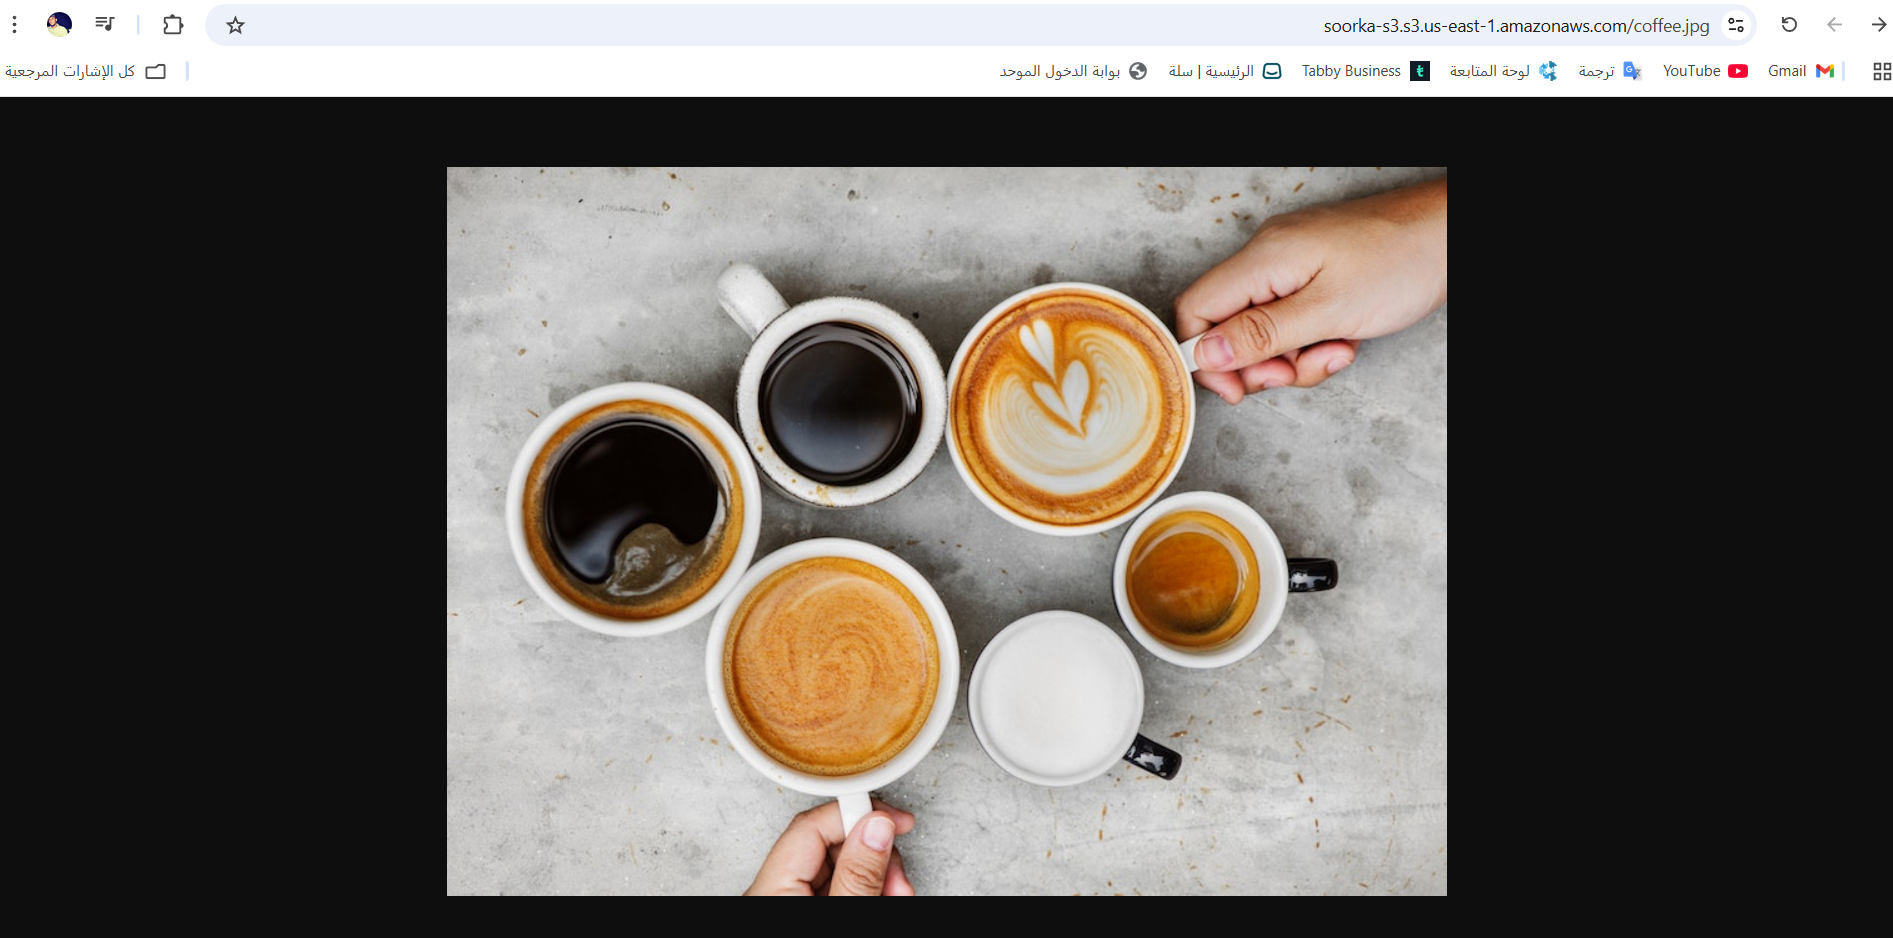 soorka-s3.s3.us-east-1.amazonaws.com/coffee.jpg
Gmail YouTube ترجمة لوحة المتابعة Tabby Business الرئيسية | سلة بوابة الدخول الموحد كل الإشارات المرجعية